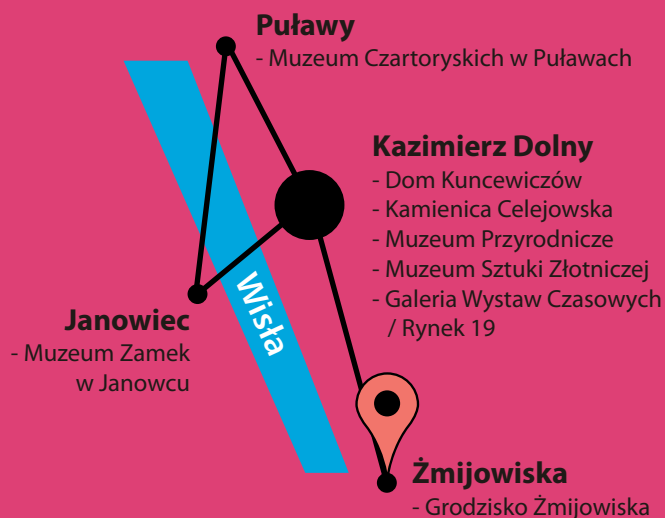 Puławy
- Muzeum Czartoryskich w Puławach
Kazimierz Dolny
- Dom Kuncewiczów
- Kamienica Celejowska
- Muzeum Przyrodnicze
- Muzeum Sztuki Złotniczej
- Galeria Wystaw Czasowych
/ Rynek 19
Wisła
Janowiec
- Muzeum Zamek
w Janowcu
Żmijowiska
- Grodzisko Żmijowiska